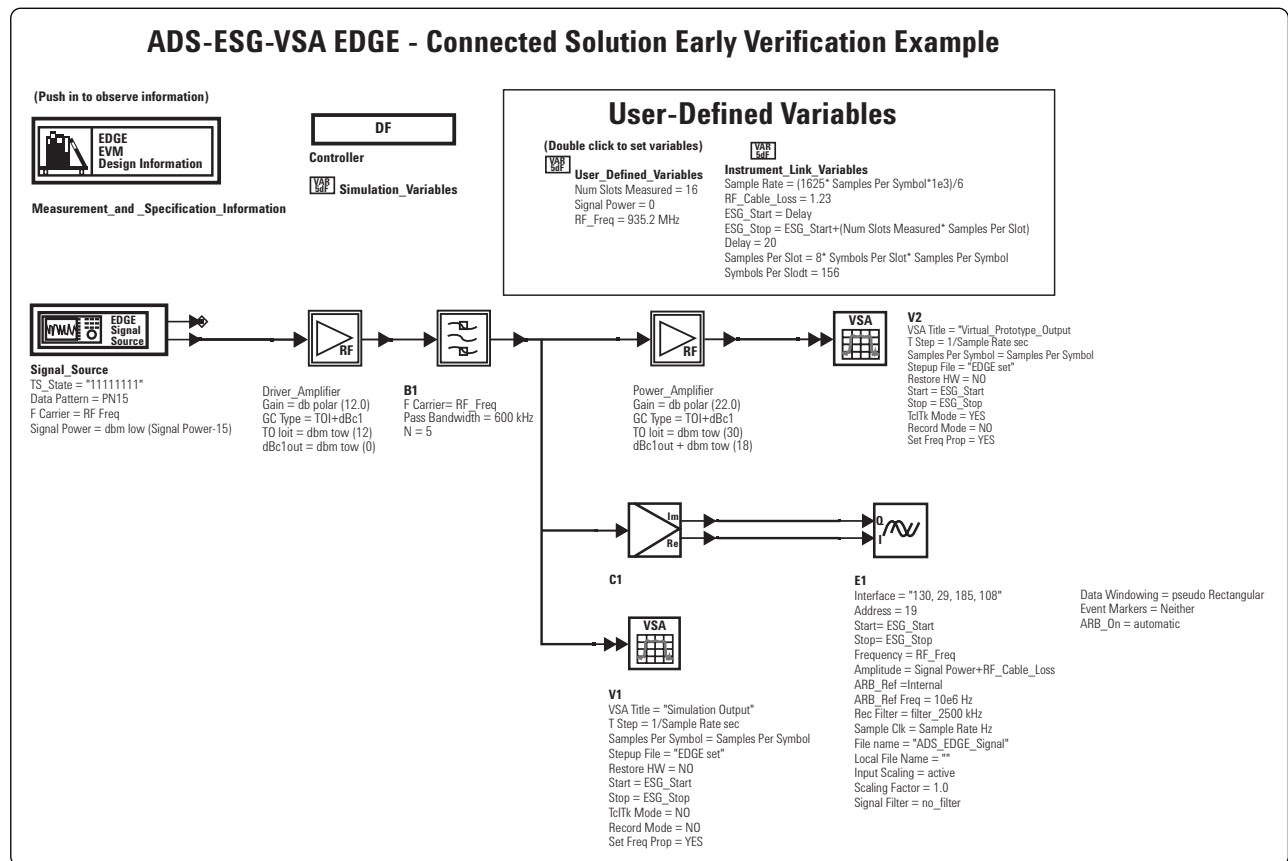 ADS-ESG-VSA EDGE - Connected Solution Early Verification Example
(Push in to observe information)
EDGE
EVM
Design Information
Measurement_and _Specification_Information
DF
Controller
VAR
5dF
Simulation_Variables
User-Defined Variables
(Double click to set variables)
VAR
5dF
User_Defined_Variables
Num Slots Measured = 16
Signal Power = 0
RF_Freq = 935.2 MHz
VAR
5dF
Instrument_Link_Variables
Sample Rate = (1625* Samples Per Symbol*1e3)/6
RF_Cable_Loss = 1.23
ESG_Start = Delay
ESG_Stop = ESG_Start+(Num Slots Measured* Samples Per Slot)
Delay = 20
Samples Per Slot = 8* Symbols Per Slot* Samples Per Symbol
Symbols Per Slodt = 156
EDGE
Signal
Source
Signal_Source
TS_State = "11111111"
Data Pattern = PN15
F Carrier = RF Freq
Signal Power = dbm low (Signal Power-15)
RF
Driver_Amplifier
Gain = db polar (12.0)
GC Type = TOI+dBc1
TO Ioit = dbm tow (12)
dBc1out = dbm tow (0)
B1
F Carrier= RF_Freq
Pass Bandwidth = 600 kHz
N = 5
RF
Power_Amplifier
Gain = db polar (22.0)
GC Type = TOI+dBc1
TO Ioit = dbm tow (30)
dBc1out + dbm tow (18)
VSA
V2
VSA Title = "Virtual_Prototype_Output
T Step = 1/Sample Rate sec
Samples Per Symbol = Samples Per Symbol
Stepup File = "EDGE set"
Restore HW = NO
Start = ESG_Start
Stop = ESG_Stop
TclTk Mode = YES
Record Mode = NO
Set Freq Prop = YES
Im
Re
C1
Q
I
E1
Interface = "130, 29, 185, 108"
Address = 19
Start= ESG_Start
Stop= ESG_Stop
Frequency = RF_Freq
Amplitude = Signal Power+RF_Cable_Loss
ARB_Ref =Internal
ARB_Ref Freq = 10e6 Hz
Rec Filter = filter_2500 kHz
Sample Clk = Sample Rate Hz
File name = "ADS_EDGE_Signal"
Local File Name = ""
Input Scaling = active
Scaling Factor = 1.0
Signal Filter = no_filter
Data Windowing = pseudo Rectangular
Event Markers = Neither
ARB_On = automatic
VSA
V1
VSA Title = "Simulation Output"
T Step = 1/Sample Rate sec
Samples Per Symbol = Samples Per Symbol
Stepup File = "EDGE set"
Restore HW = NO
Start = ESG_Start
Stop = ESG_Stop
TclTk Mode = NO
Record Mode = NO
Set Freq Prop = YES